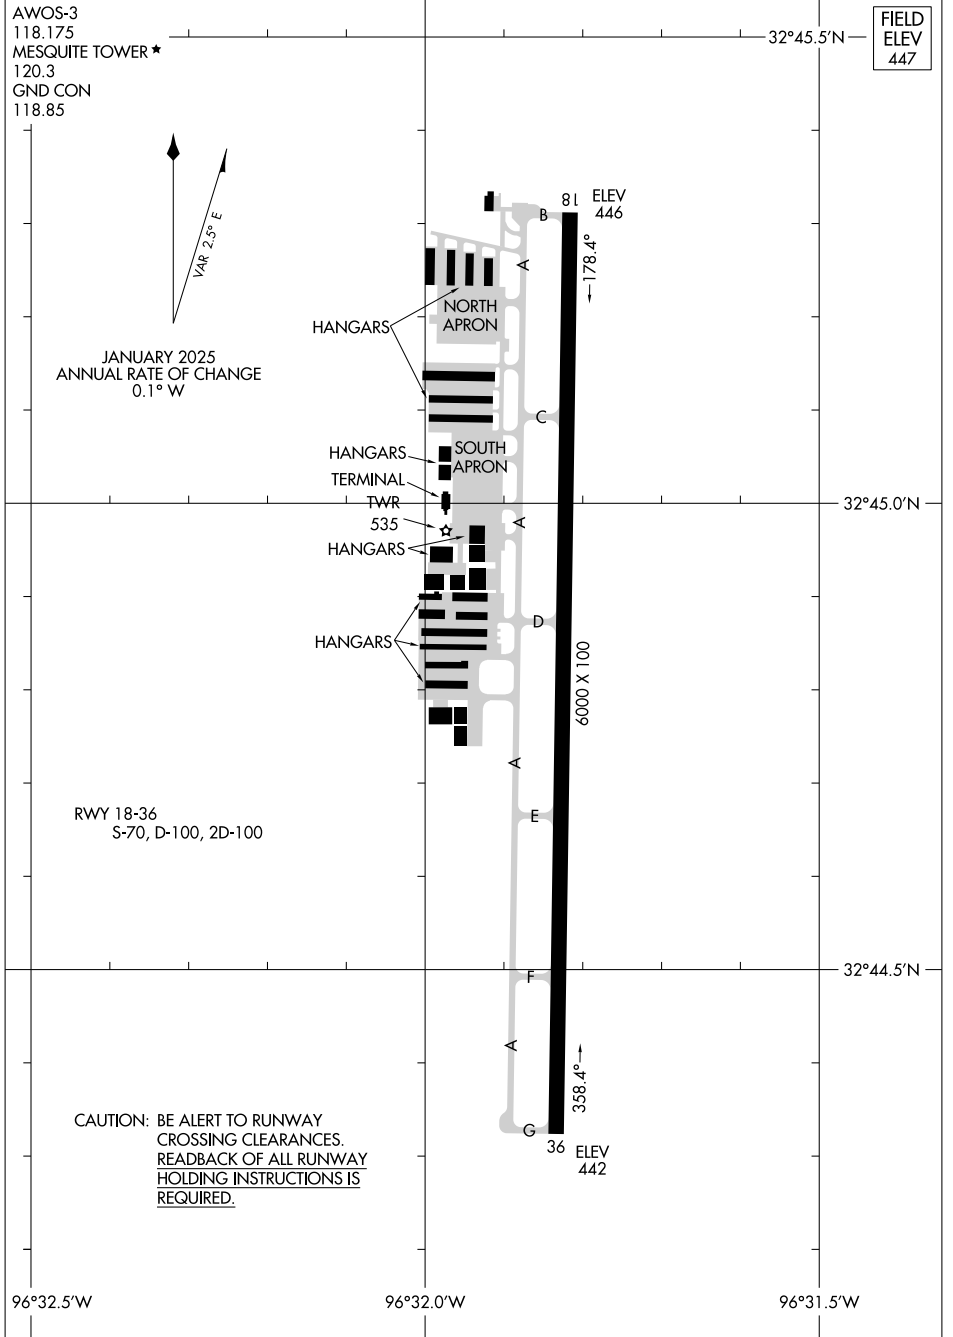 AWOS-3
118.175
MESQUITE TOWER ★
120.3
GND CON
118.85
32°45.5'N
FIELD
ELEV
447
VAR 2.5° E
JANUARY 2025
ANNUAL RATE OF CHANGE
0.1° W
18
ELEV
446
B
A
178.4°
NORTH
APRON
HANGARS
C
HANGARS
SOUTH
APRON
TERMINAL
TWR
535
32°45.0'N
A
HANGARS
D
HANGARS
6000 X 100
A
RWY 18-36
S-70, D-100, 2D-100
E
32°44.5'N
F
A
358.4°
CAUTION: BE ALERT TO RUNWAY
CROSSING CLEARANCES.
READBACK OF ALL RUNWAY
HOLDING INSTRUCTIONS IS
REQUIRED.
G
36
ELEV
442
96°32.5'W
96°32.0'W
96°31.5'W